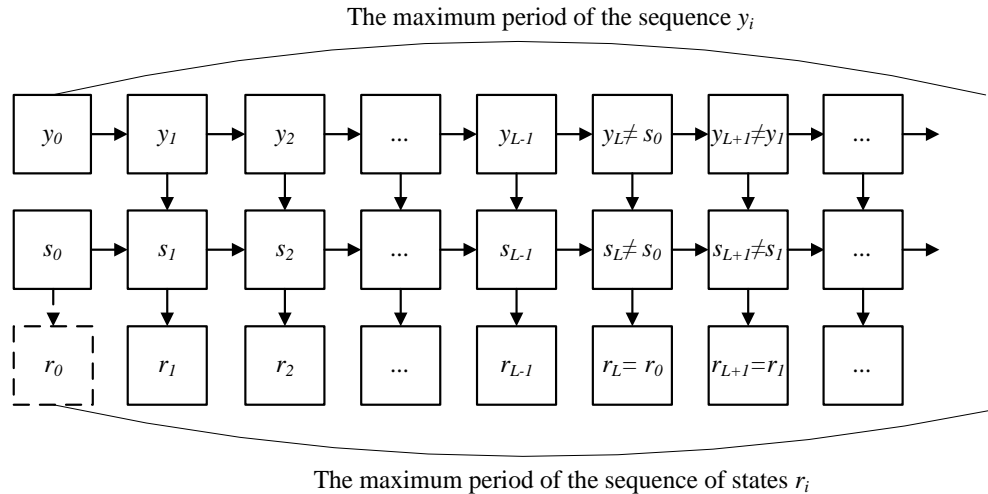 The maximum period of the sequence yi
y0 y1 y2 ... yL-1 yL≠ s0 yL+1≠y1 ...
s0 s1 s2 ... sL-1 sL≠ s0 sL+1≠s1 ...
r0 r1 r2 ... rL-1 rL= r0 rL+1=r1 ...
The maximum period of the sequence of states ri